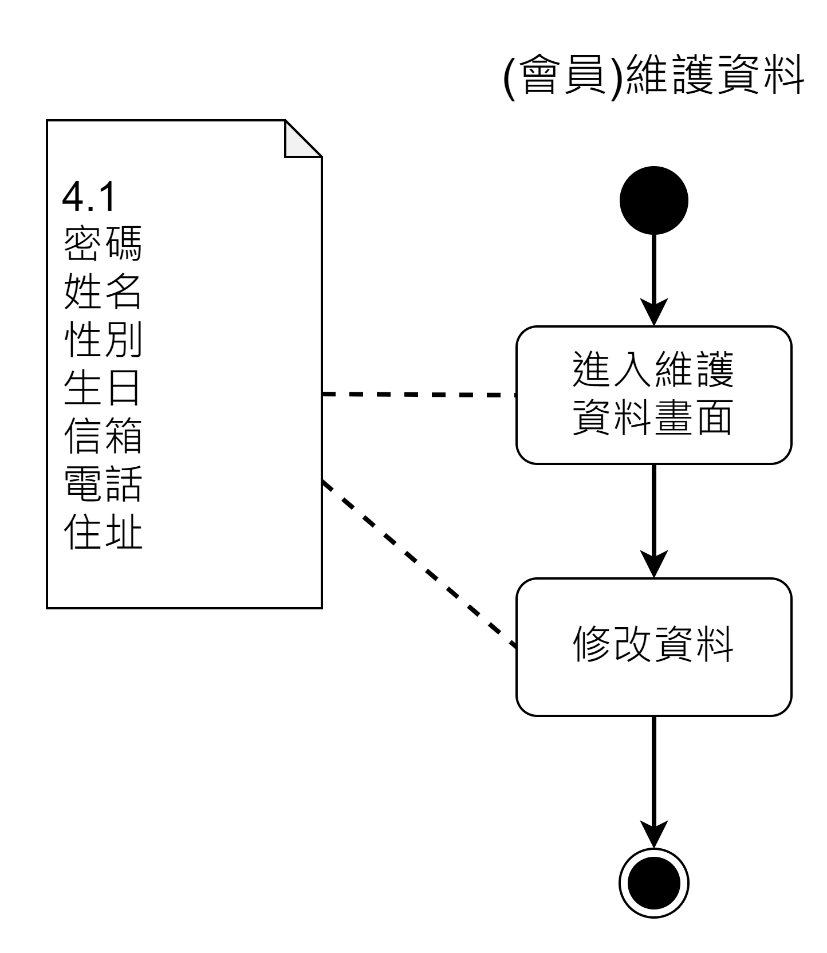 (會員)維護資料
4.1
密碼
姓名
性別
生日
信箱
電話
住址
進入維護
資料畫面
修改資料